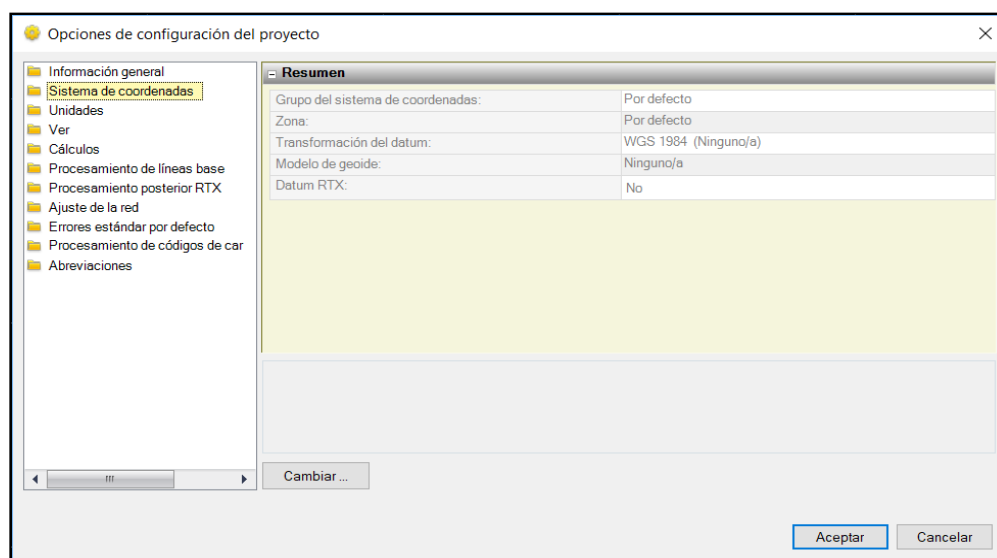 Opciones de configuración del proyecto
Información general
Sistema de coordenadas
Unidades
Ver
Cálculos
Procesamiento de líneas base
Procesamiento posterior RTX
Ajuste de la red
Errores estándar por defecto
Procesamiento de códigos de car
Abreviaciones
Resumen
Grupo del sistema de coordenadas: Por defecto
Zona: Por defecto
Transformación del datum: WGS 1984 (Ninguno/a)
Modelo de geoide: Ninguno/a
Datum RTX: No
Cambiar ...
Aceptar Cancelar